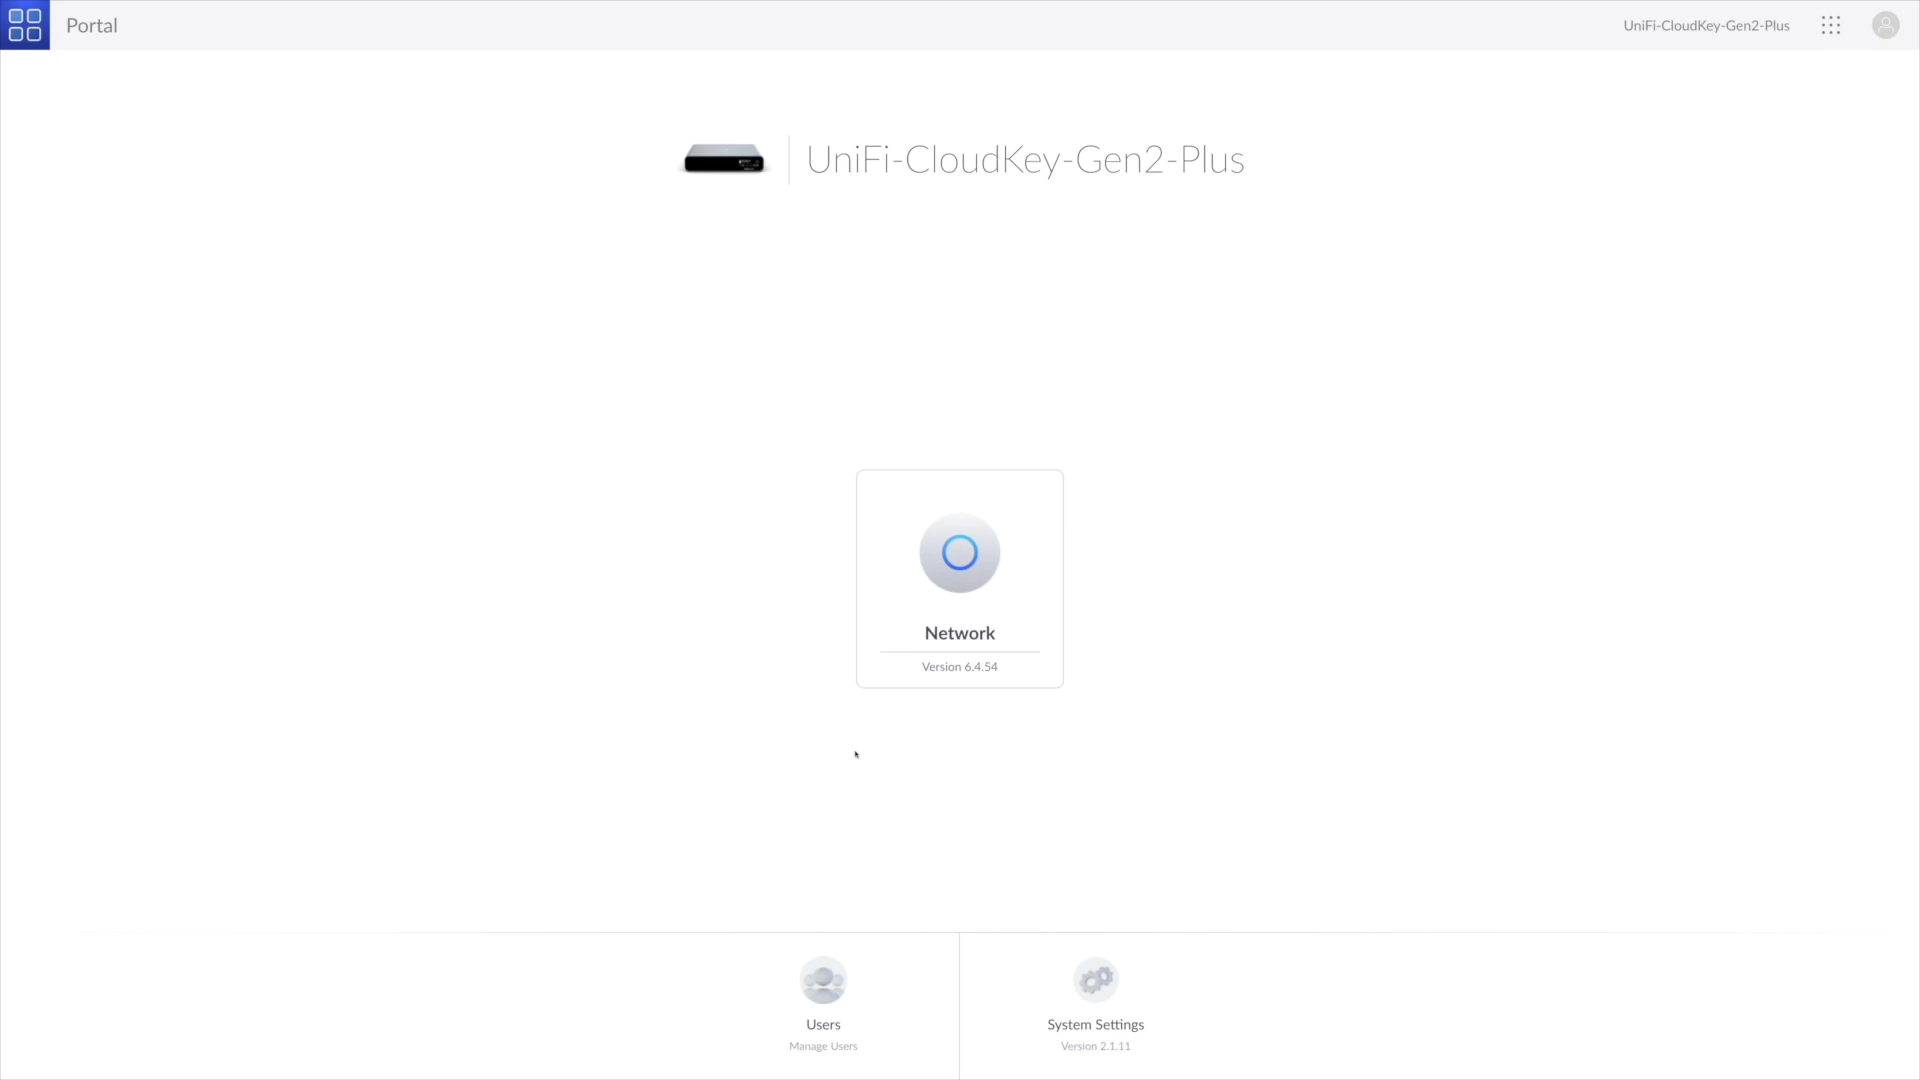 Portal
UniFi-CloudKey-Gen2-Plus
UniFi-CloudKey-Gen2-Plus
Network
Version 6.4.54
Users
Manage Users
System Settings
Version 2.1.11